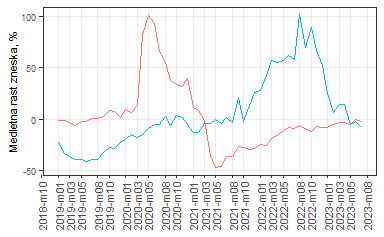 Medletna rast zneska, %
100
50
0
-50
2018-m10
2019-m01
2019-m03
2019-m05
2019-m08
2019-m10
2020-m01
2020-m03
2020-m05
2020-m08
2020-m10
2021-m01
2021-m03
2021-m05
2021-m08
2021-m10
2022-m01
2022-m03
2022-m05
2022-m08
2022-m10
2023-m01
2023-m03
2023-m05
2023-m08